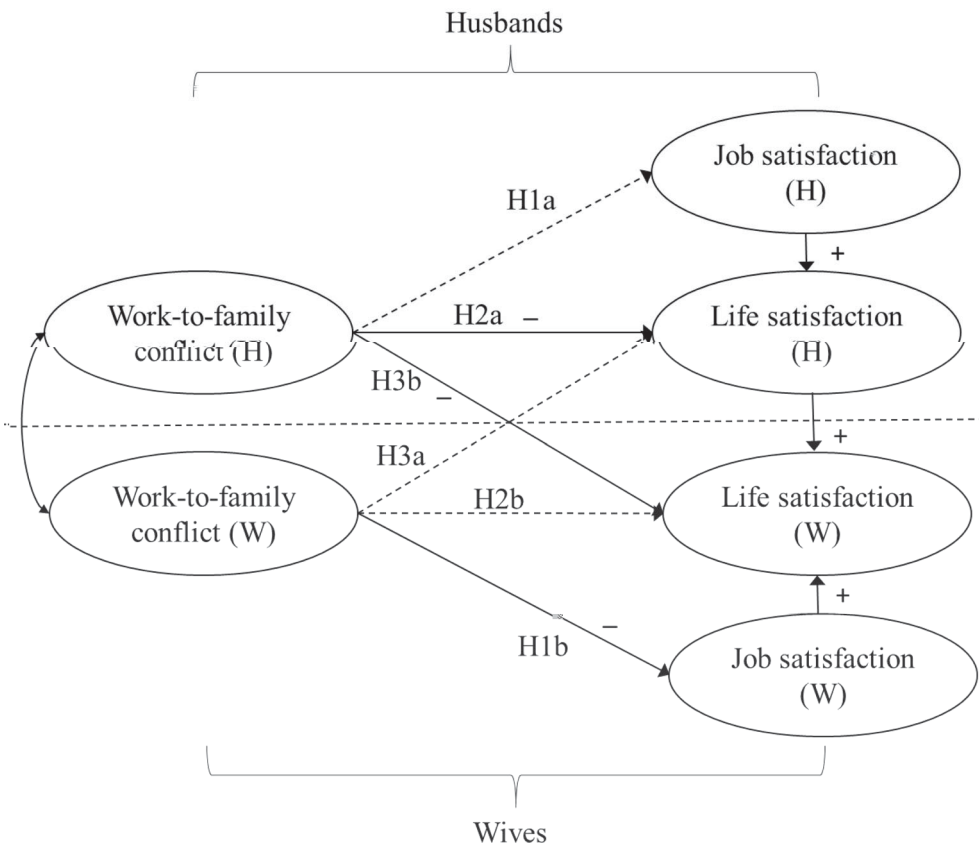 Husbands
Job satisfaction
(H)
H1a
+
Work-to-family
conflict (H)
H2a –
Life satisfaction
(H)
H3b
–
+
H3a
Work-to-family
conflict (W)
H2b
Life satisfaction
(W)
+
–
H1b
Job satisfaction
(W)
Wives